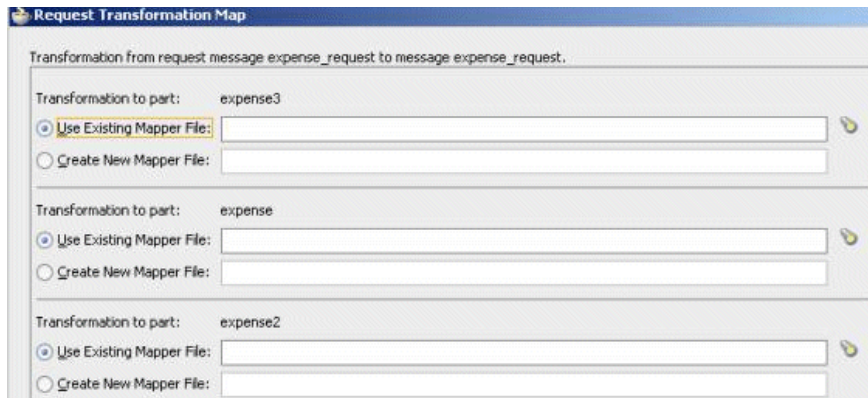 Request Transformation Map
Transformation from request message expense_request to message expense_request.
Transformation to part: expense3
Use Existing Mapper File:
Create New Mapper File:
Transformation to part: expense
Use Existing Mapper File:
Create New Mapper File:
Transformation to part: expense2
Use Existing Mapper File:
Create New Mapper File: